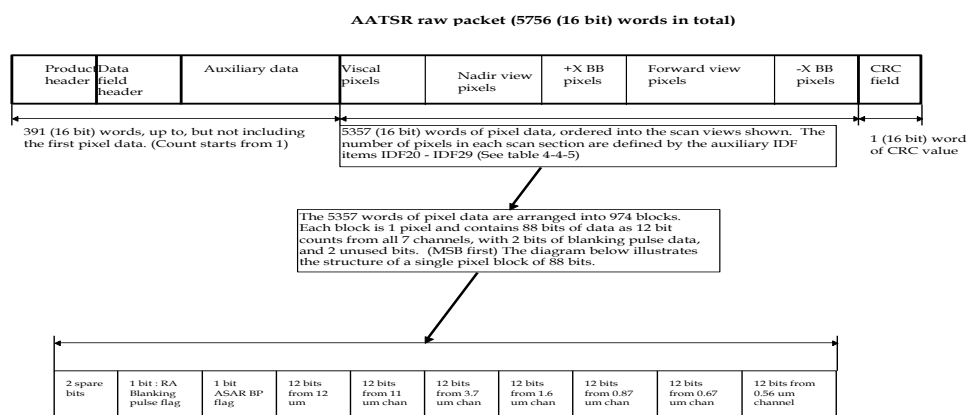 AATSR raw packet (5756 (16 bit) words in total)
Product header
Data field header
Auxiliary data
Viscal pixels
Nadir view pixels
+X BB pixels
Forward view pixels
-X BB pixels
CRC field
391 (16 bit) words, up to, but not including
the first pixel data. (Count starts from 1)
5357 (16 bit) words of pixel data, ordered into the scan views shown. The
number of pixels in each scan section are defined by the auxiliary IDF
items IDF20 - IDF29 (See table 4-4-5)
1 (16 bit) word
of CRC value
The 5357 words of pixel data are arranged into 974 blocks.
Each block is 1 pixel and contains 88 bits of data as 12 bit
counts from all 7 channels, with 2 bits of blanking pulse data,
and 2 unused bits. (MSB first) The diagram below illustrates
the structure of a single pixel block of 88 bits.
2 spare bits
1 bit : RA Blanking pulse flag
1 bit ASAR BP flag
12 bits from 12 um
12 bits from 11 um chan
12 bits from 3.7 um chan
12 bits from 1.6 um chan
12 bits from 0.87 um chan
12 bits from 0.67 um chan
12 bits from 0.56 um channel